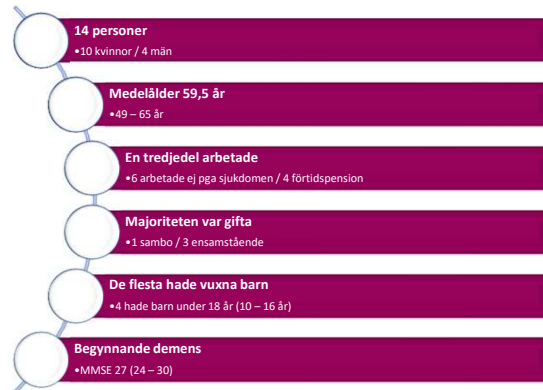 14 personer
•10 kvinnor / 4 män
Medelålder 59,5 år
•49 – 65 år
En tredjedel arbetade
•6 arbetade ej pga sjukdomen / 4 förtidspension
Majoriteten var gifta
•1 sambo / 3 ensamstående
De flesta hade vuxna barn
•4 hade barn under 18 år (10 – 16 år)
Begynnande demens
•MMSE 27 (24 – 30)